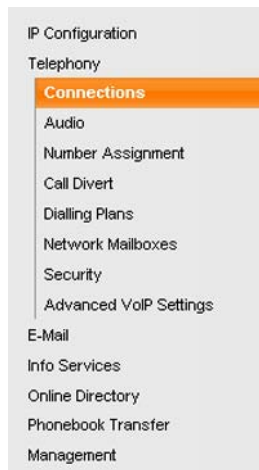 IP Configuration
Telephony
Connections
Audio
Number Assignment
Call Divert
Dialling Plans
Network Mailboxes
Security
Advanced VoIP Settings
E-Mail
Info Services
Online Directory
Phonebook Transfer
Management